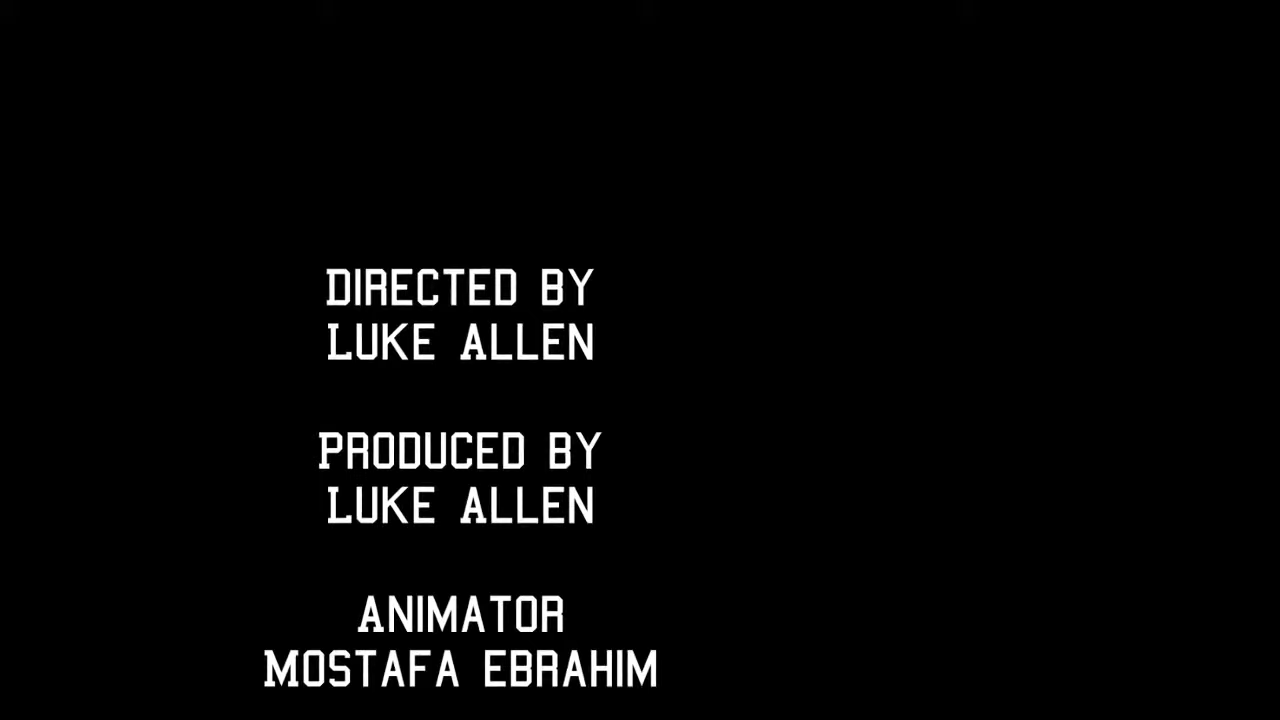 DIRECTED BY
LUKE ALLEN
PRODUCED BY
LUKE ALLEN
ANIMATOR
MOSTAFA EBRAHIM